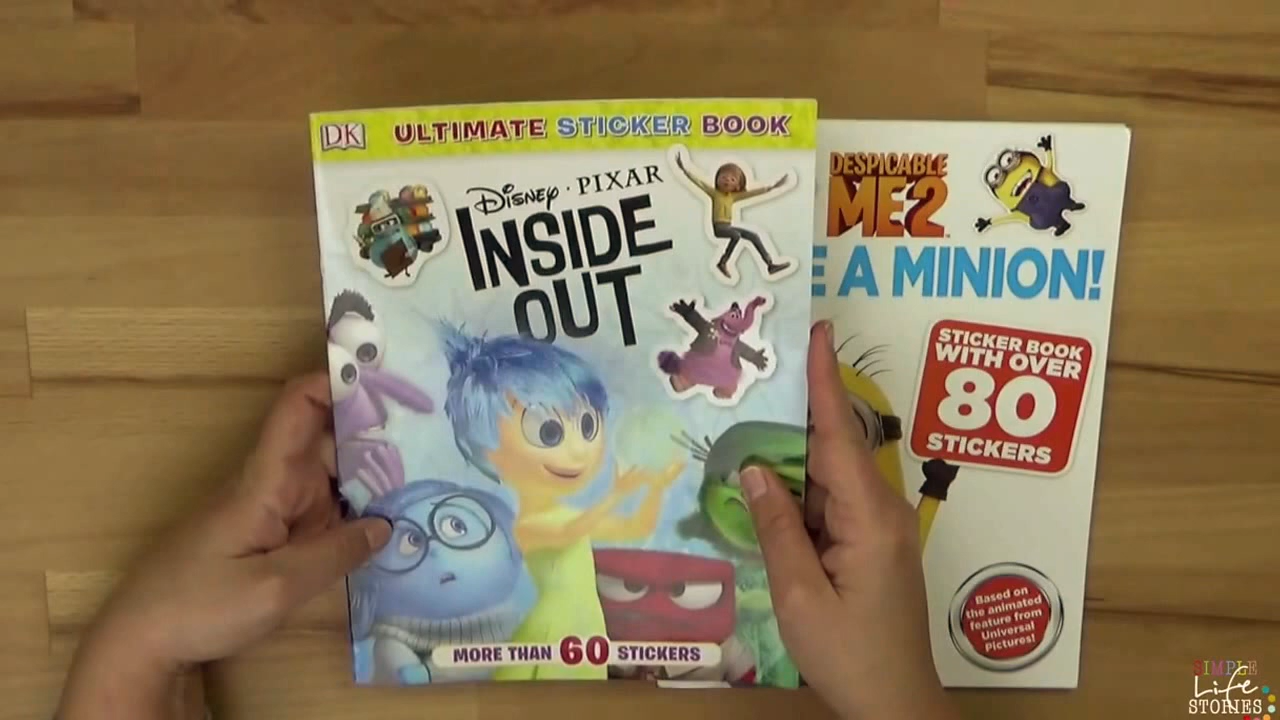 DK
ULTIMATE STICKER BOOK
DISNEY · PIXAR
INSIDE
OUT
MORE THAN 60 STICKERS
DESPICABLE
ME 2
E A MINION!
STICKER BOOK
WITH OVER
80
STICKERS
Based on
the animated
feature from
Universal
Pictures!
SIMPLE
Life
STORIES